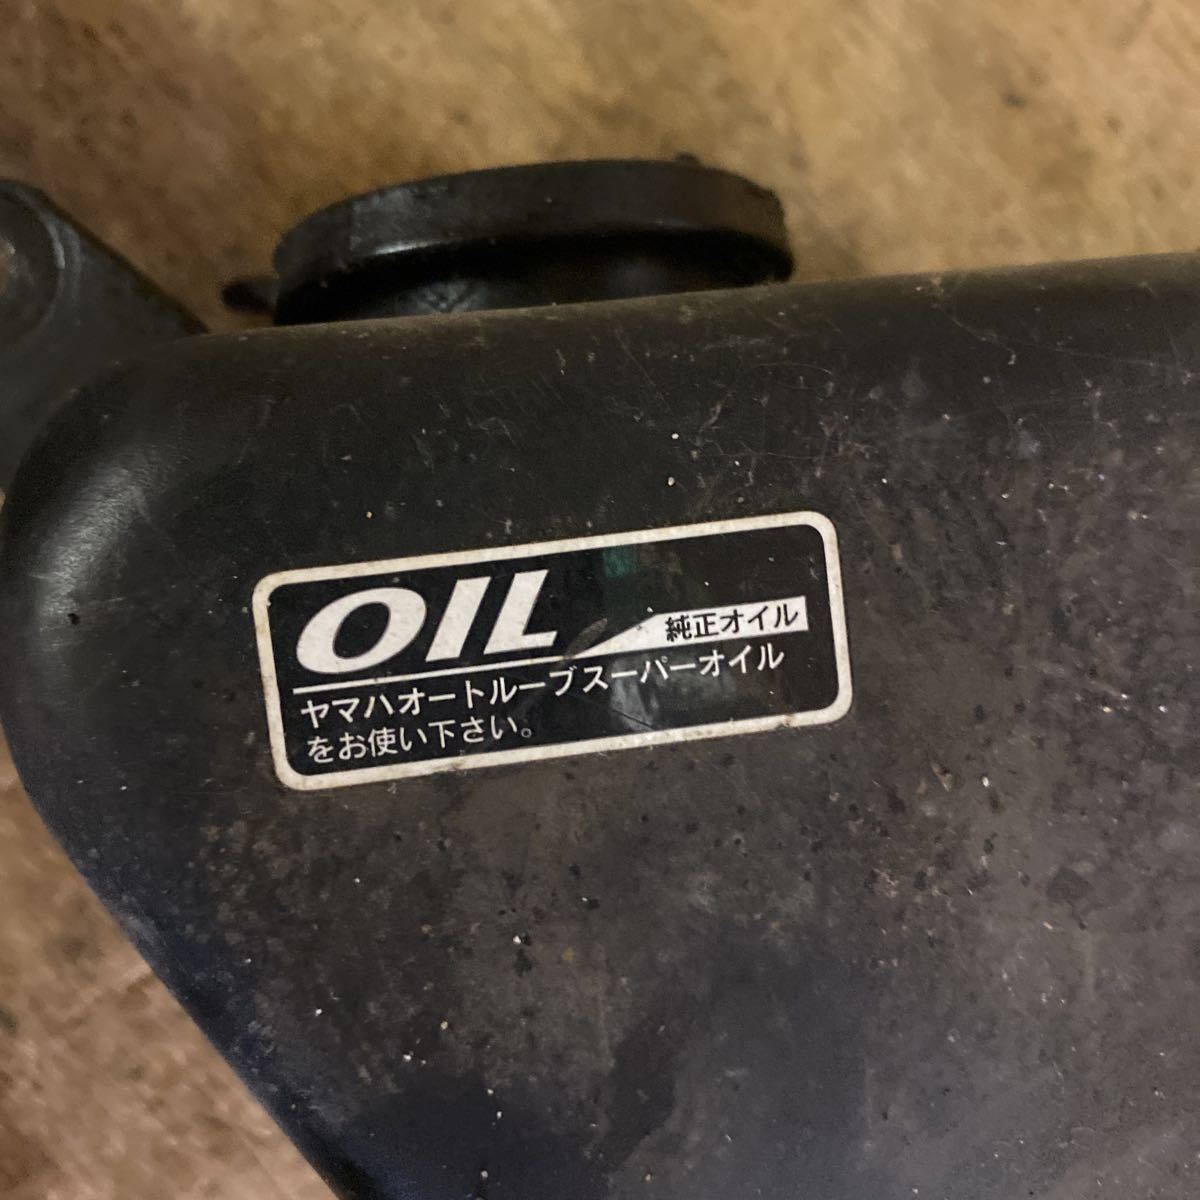 OIL
純正オイル
ヤマハオートルーブスーパーオイル
をお使い下さい。